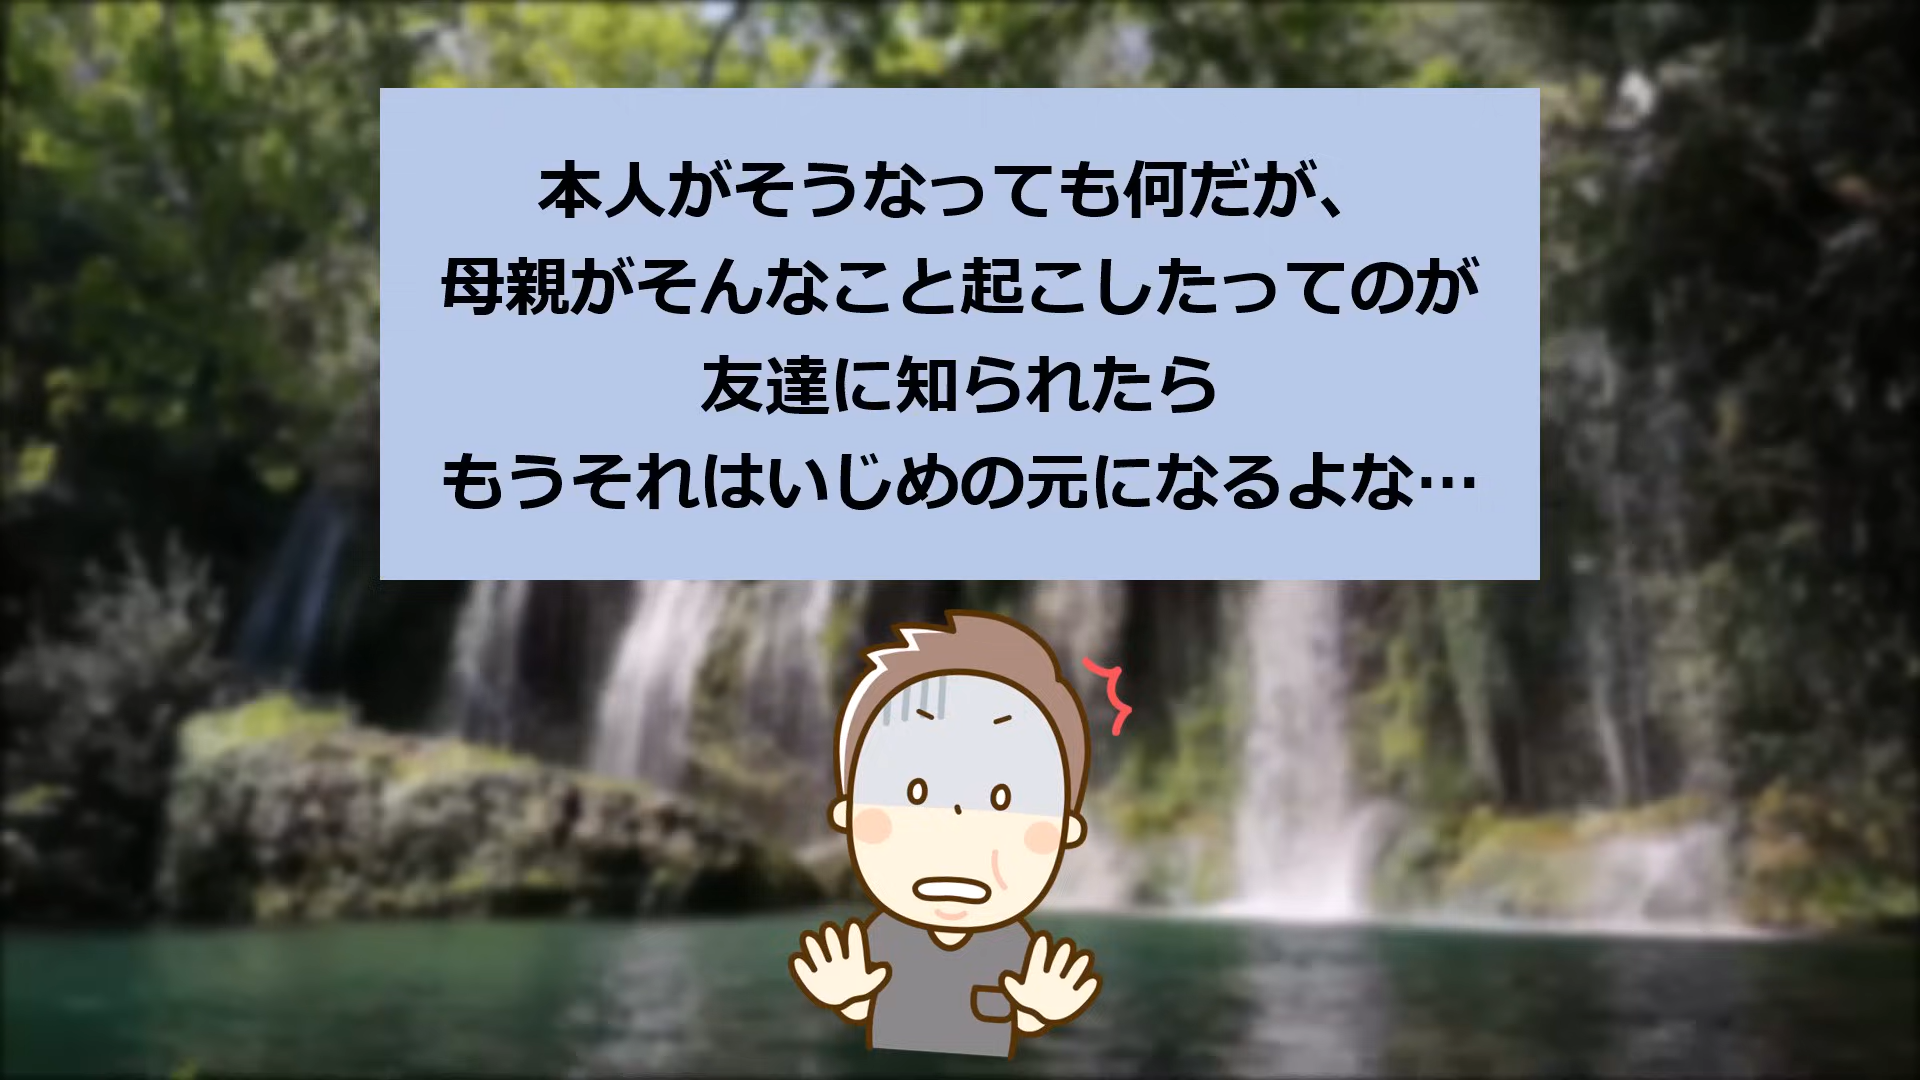 本人がそうなっても何だが、
母親がそんなこと起こしたってのが
友達に知られたら
もうそれはいじめの元になるよな…